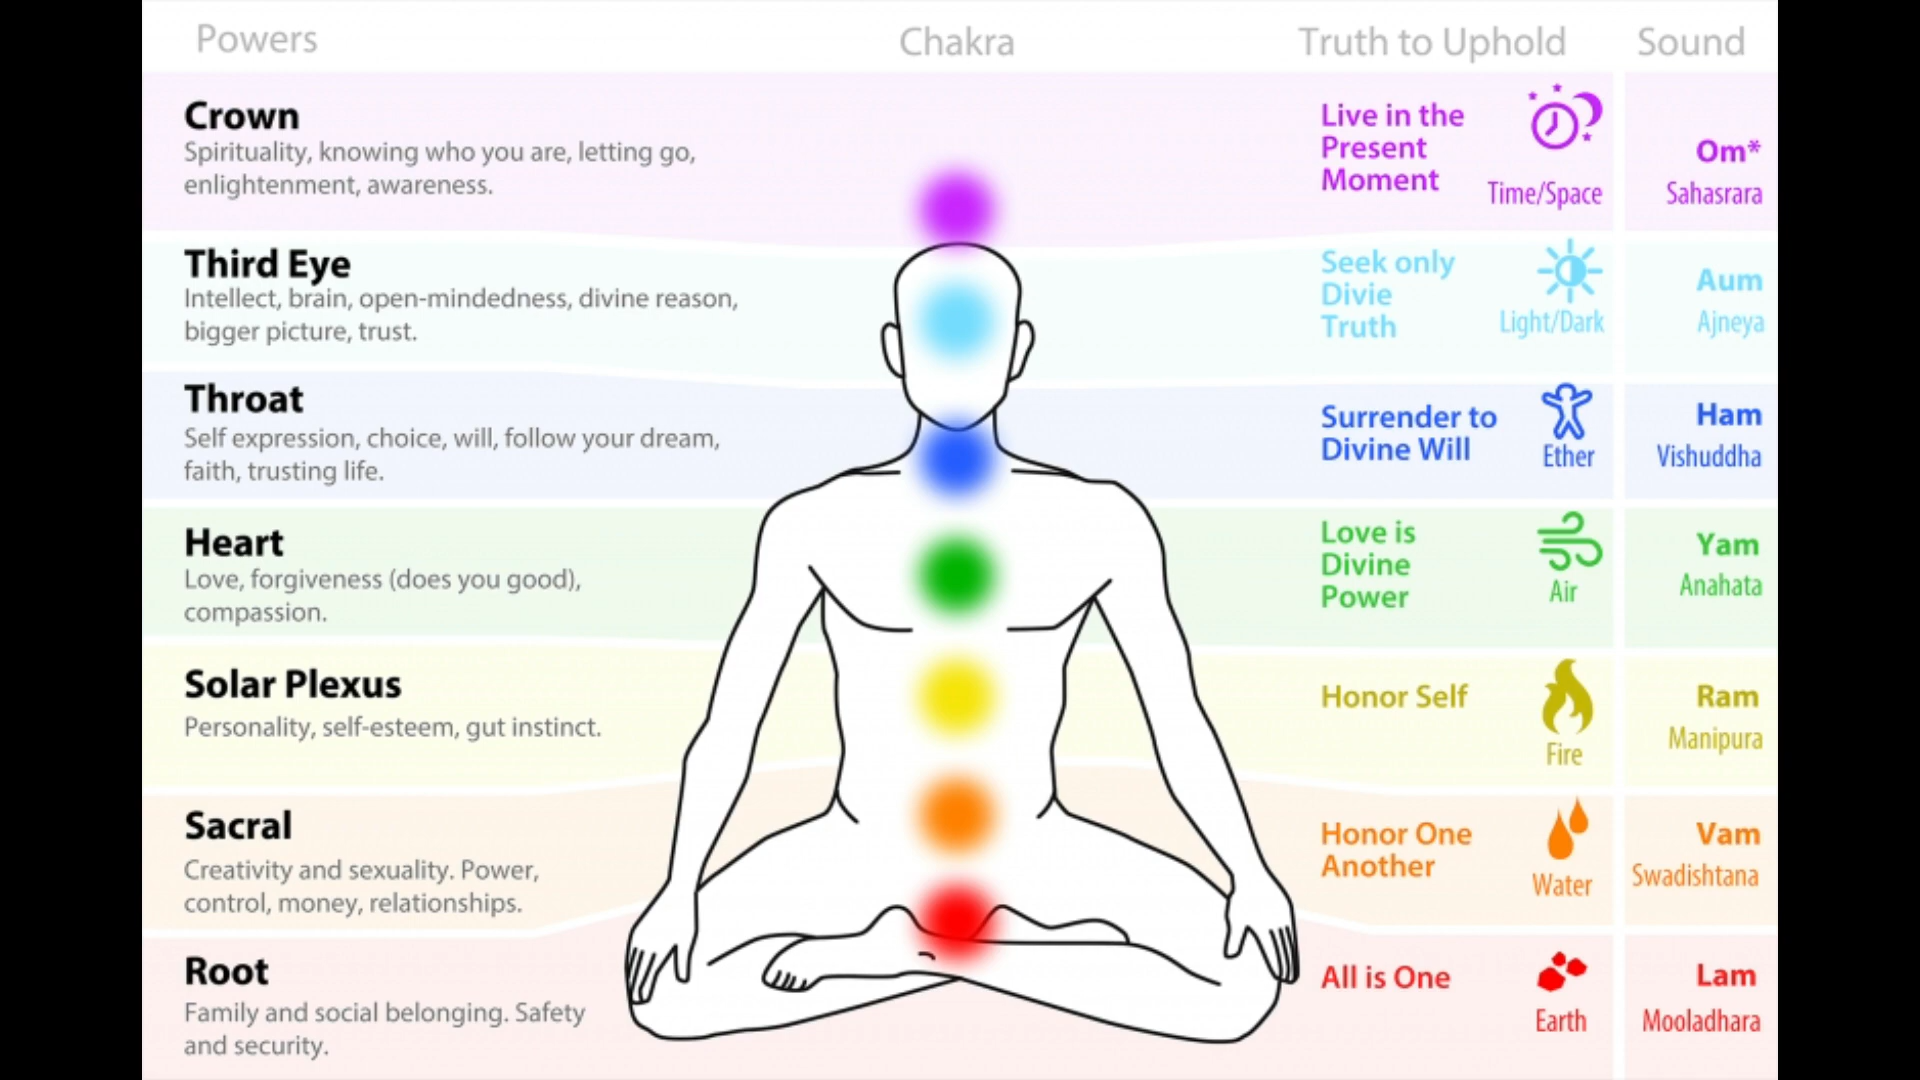 Powers
Chakra
Truth to Uphold
Sound
Crown
Spirituality, knowing who you are, letting go,
enlightenment, awareness.
Live in the
Present
Moment
Time/Space
Om*
Sahasrara
Third Eye
Intellect, brain, open-mindedness, divine reason,
bigger picture, trust.
Seek only
Divie
Truth
Light/Dark
Aum
Ajneya
Throat
Self expression, choice, will, follow your dream,
faith, trusting life.
Surrender to
Divine Will
Ether
Ham
Vishuddha
Heart
Love, forgiveness (does you good),
compassion.
Love is
Divine
Power
Air
Yam
Anahata
Solar Plexus
Personality, self-esteem, gut instinct.
Honor Self
Fire
Ram
Manipura
Sacral
Creativity and sexuality. Power,
control, money, relationships.
Honor One
Another
Water
Vam
Swadishtana
Root
Family and social belonging. Safety
and security.
All is One
Earth
Lam
Mooladhara